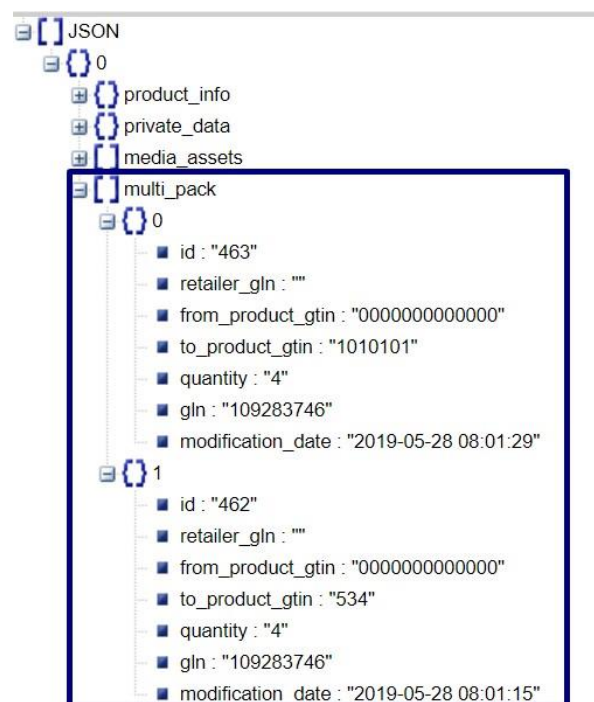 JSON
{} 0
{} product_info
{} private_data
[] media_assets
[] multi_pack
{} 0
id : "463"
retailer_gln : ""
from_product_gtin : "0000000000000"
to_product_gtin : "1010101"
quantity : "4"
gln : "109283746"
modification_date : "2019-05-28 08:01:29"
{} 1
id : "462"
retailer_gln : ""
from_product_gtin : "0000000000000"
to_product_gtin : "534"
quantity : "4"
gln : "109283746"
modification_date : "2019-05-28 08:01:15"